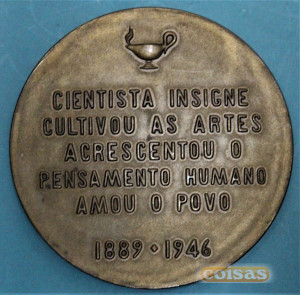 CIENTISTA INSIGNE
CULTIVOU AS ARTES
ACRESCENTOU O
PENSAMENTO HUMANO
AMOU O POVO
1889 • 1946
coisas